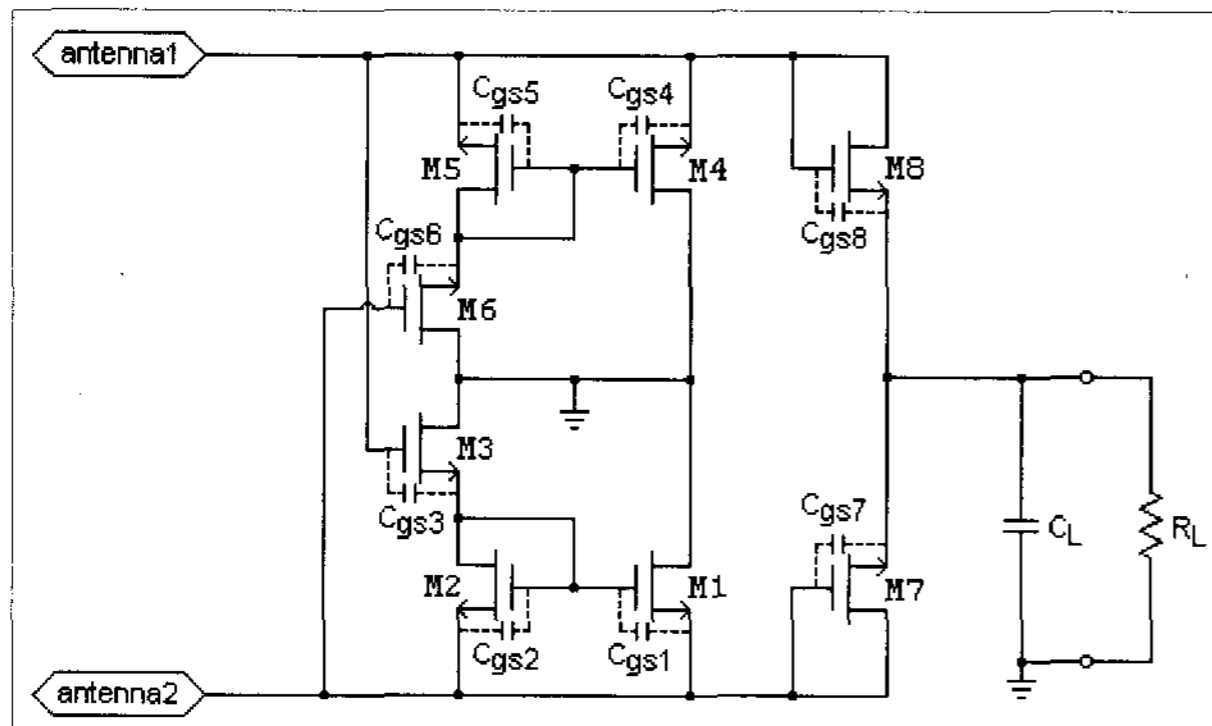 antenna1
Cgs5
Cgs4
M5
M4
M8
Cgs6
Cgs8
M6
M3
Cgs3
Cgs7
CL
RL
M2
M1
M7
Cgs2
Cgs1
antenna2